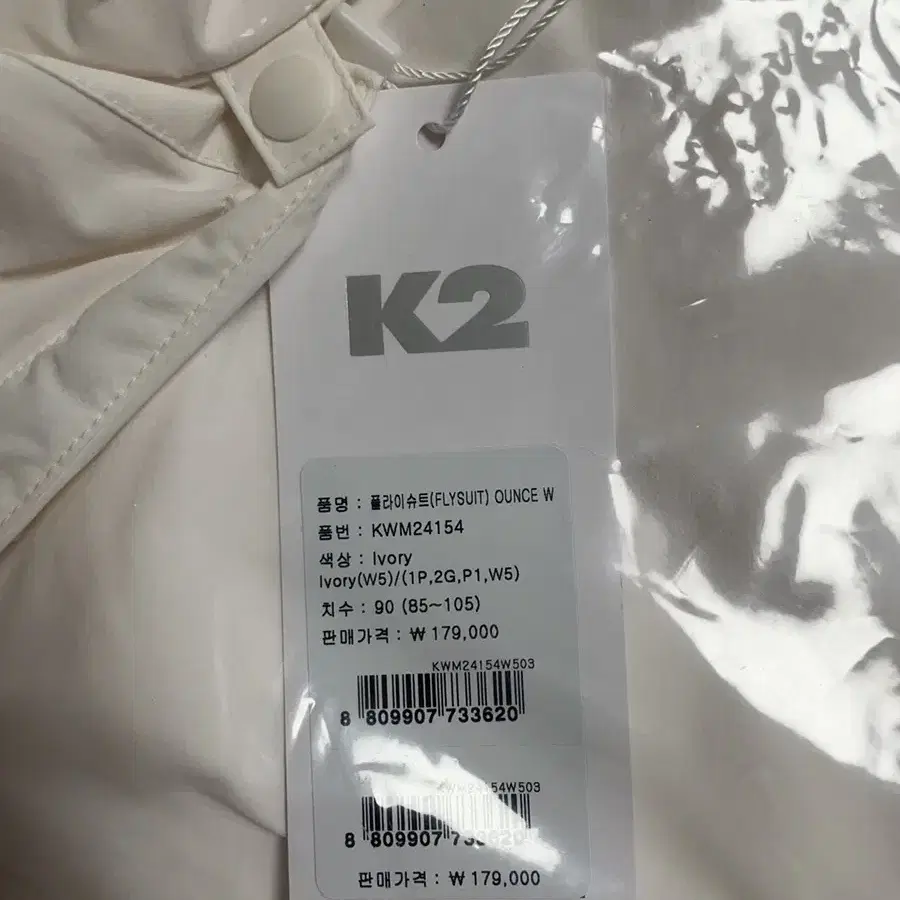 K2
품명 : 플라이슈트(FLYSUIT) OUNCE W
품번 : KWM24154
색상 : Ivory
Ivory(W5)/(1P,2G,P1,W5)
치수 : 90 (85~105)
판매가격 : ₩ 179,000
KWM24154W503
8 809907 733620
KWM24154W503
8 809907 733620
판매가격 : ₩ 179,000